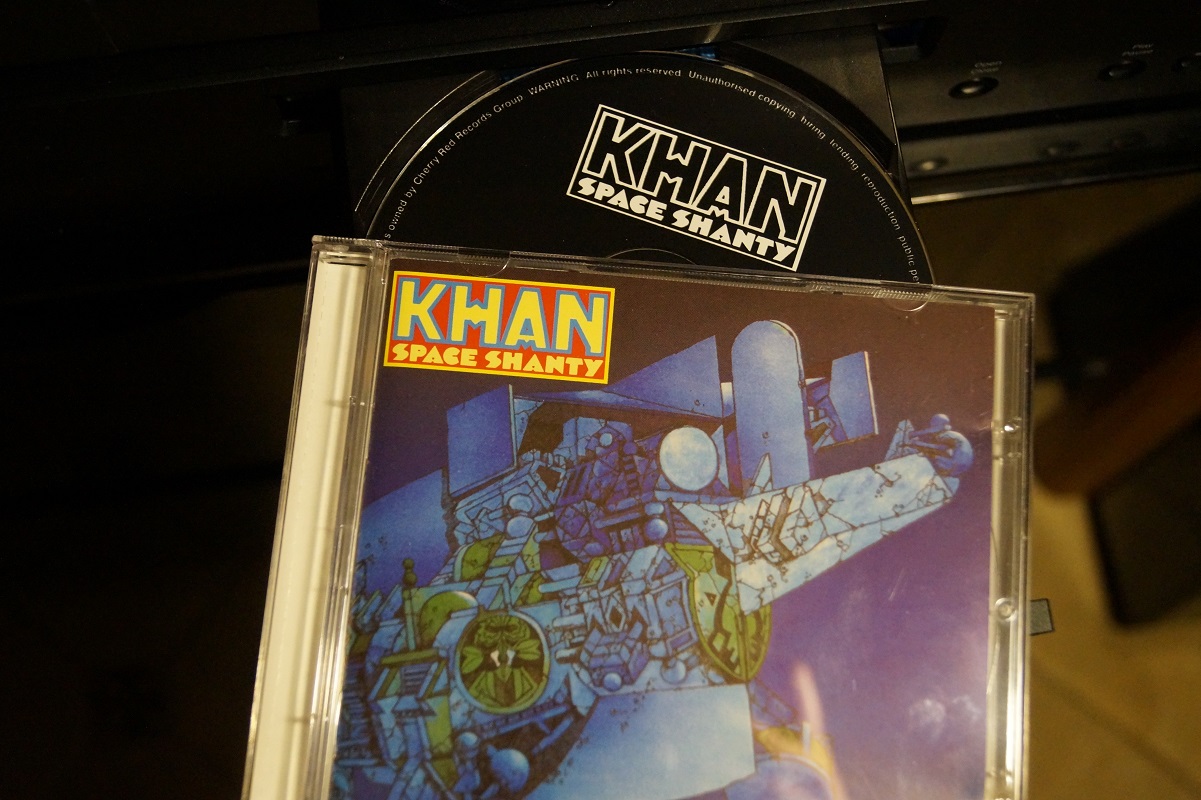 s owned by Cherry Red Records Group WARNING All rights reserved Unauthorised copying hiring lending reproduction public pe
KHAN
SPACE SHANTY
KHAN
SPACE SHANTY